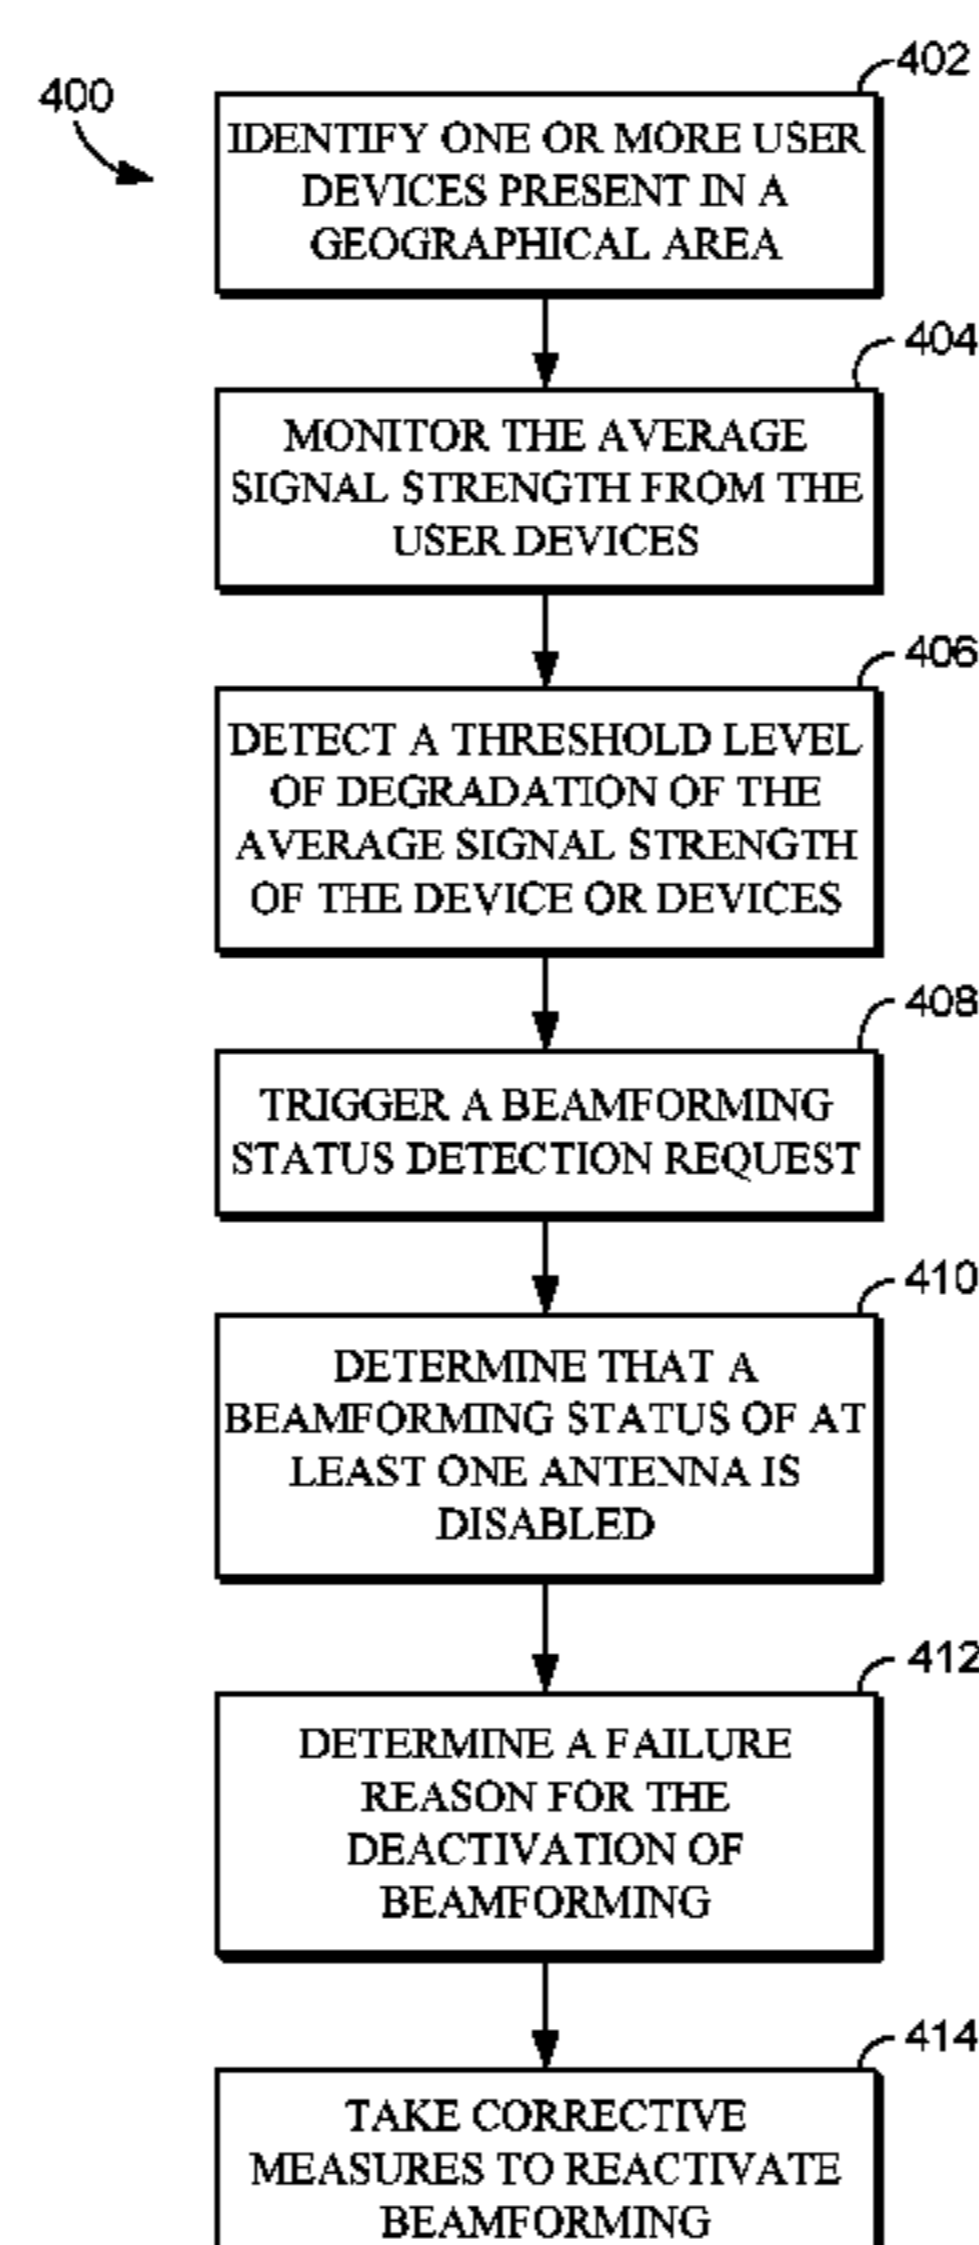 400
402
IDENTIFY ONE OR MORE USER
DEVICES PRESENT IN A
GEOGRAPHICAL AREA
404
MONITOR THE AVERAGE
SIGNAL STRENGTH FROM THE
USER DEVICES
406
DETECT A THRESHOLD LEVEL
OF DEGRADATION OF THE
AVERAGE SIGNAL STRENGTH
OF THE DEVICE OR DEVICES
408
TRIGGER A BEAMFORMING
STATUS DETECTION REQUEST
410
DETERMINE THAT A
BEAMFORMING STATUS OF AT
LEAST ONE ANTENNA IS
DISABLED
412
DETERMINE A FAILURE
REASON FOR THE
DEACTIVATION OF
BEAMFORMING
414
TAKE CORRECTIVE
MEASURES TO REACTIVATE
BEAMFORMING